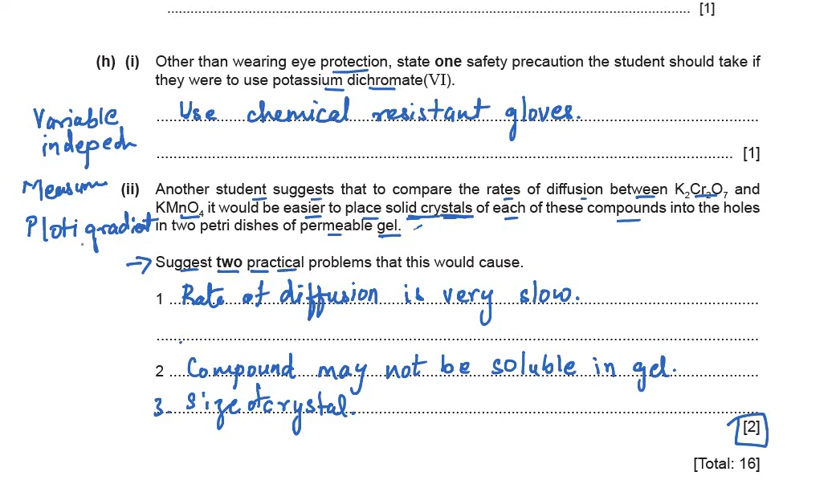 [1]
(h) (i) Other than wearing eye protection, state one safety precaution the student should take if
they were to use potassium dichromate(VI).
Variable
indepedn
Use chemical resistant gloves.
[1]
Measum
(ii) Another student suggests that to compare the rates of diffusion between K₂Cr₂O₇ and
KMnO₄ it would be easier to place solid crystals of each of these compounds into the holes
Plot gradiat
in two petri dishes of permeable gel.
→ Suggest two practical problems that this would cause.
1 Rate of diffusion is very slow.
2 Compound may not be soluble in gel.
3- Size of crystal.
[2]
[Total: 16]